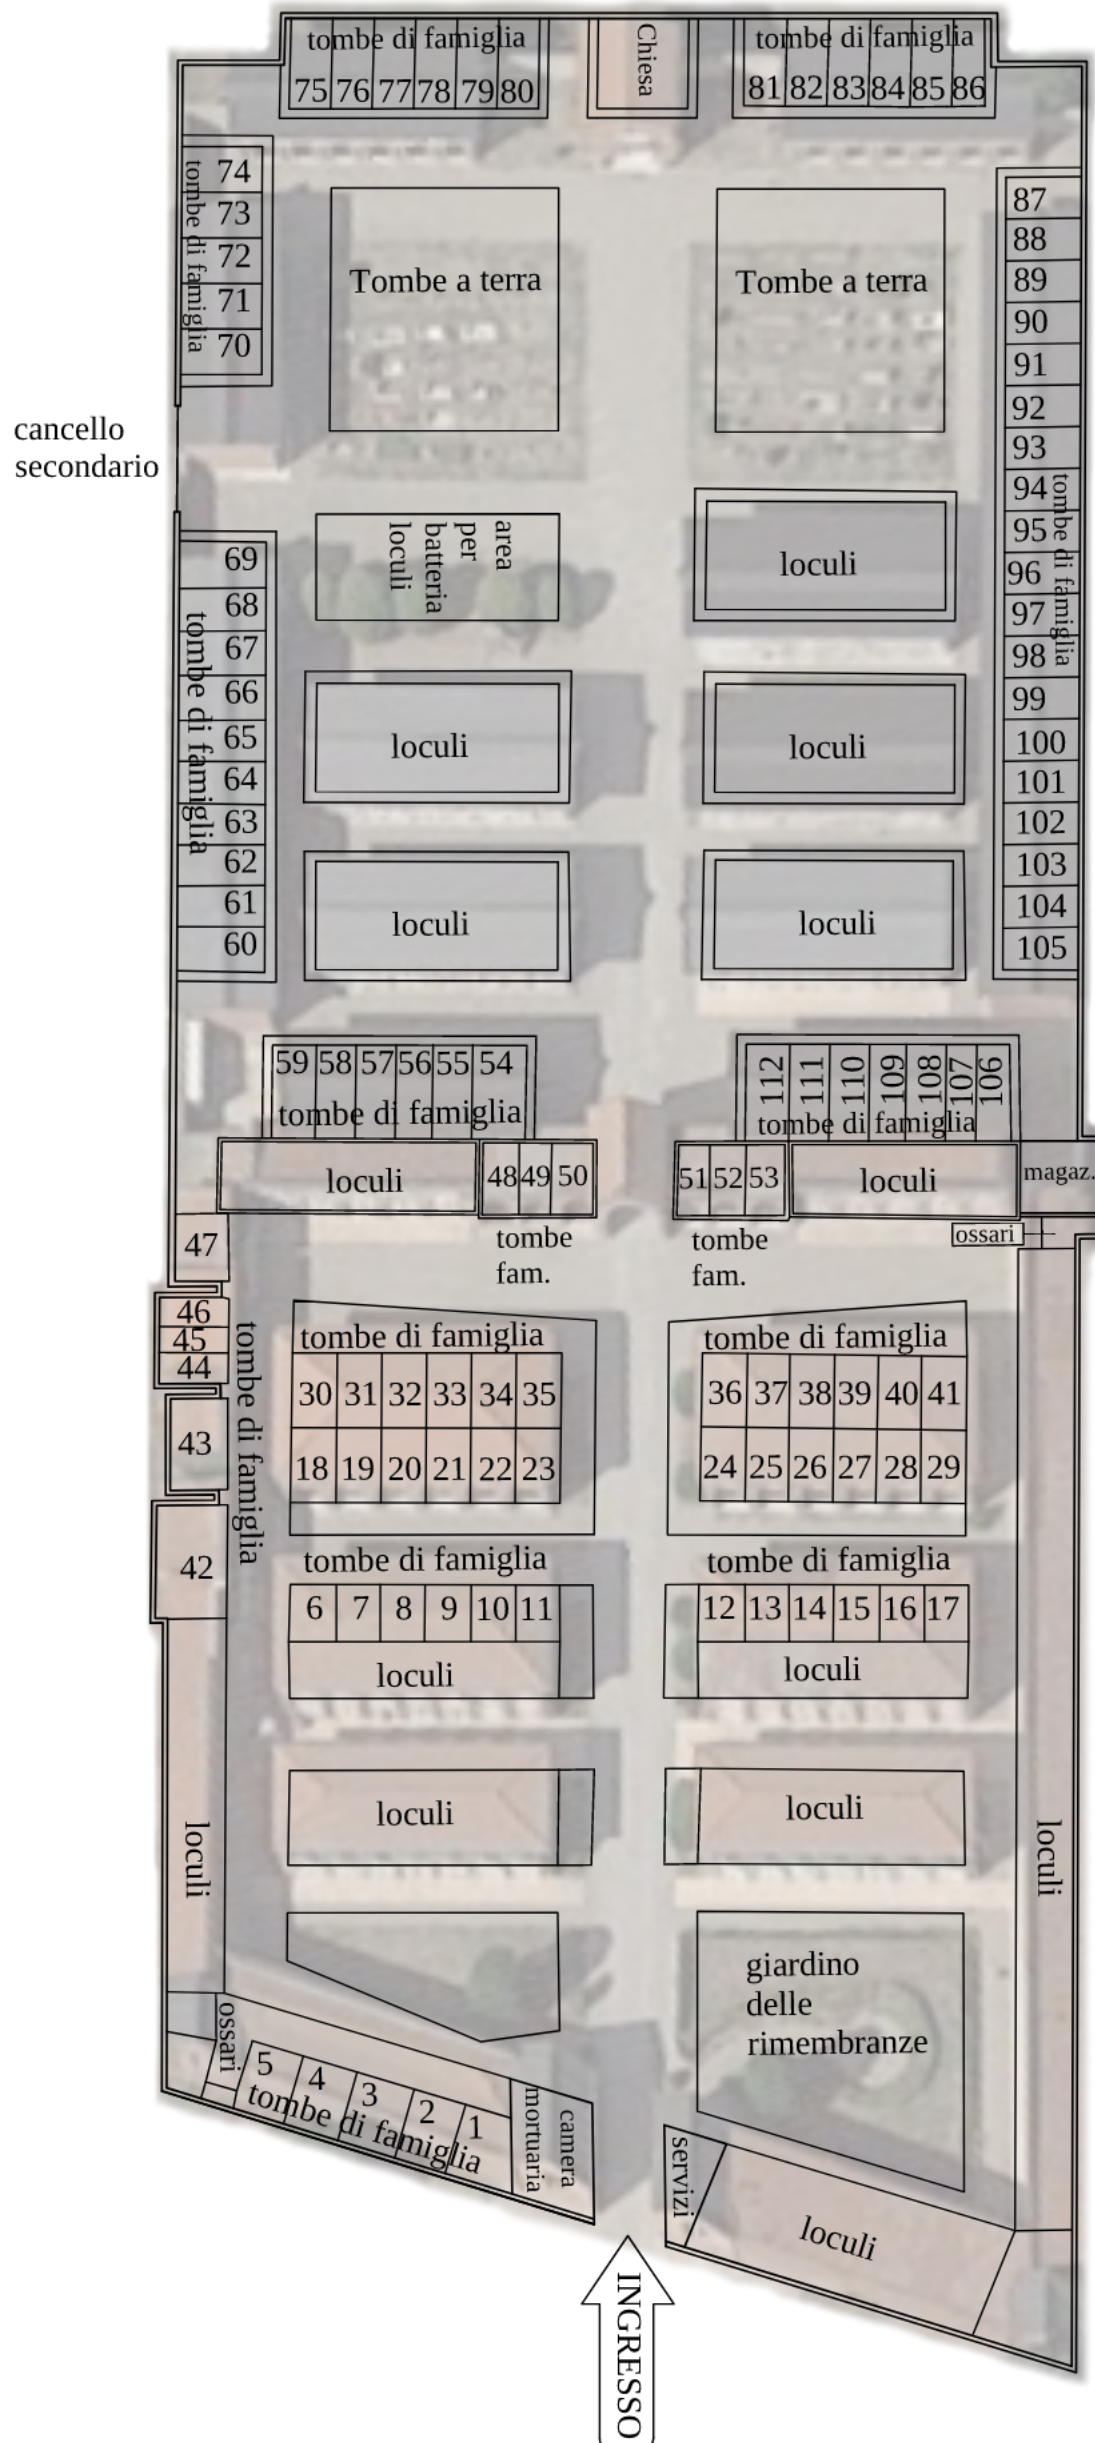 tombe di famiglia
75 76 77 78 79 80
Chiesa
tombe di famiglia
81 82 83 84 85 86
74
73
72
71
70
tombe di famiglia
Tombe a terra
Tombe a terra
cancello
secondario
87
88
89
90
91
92
93
94
95
96
97
98
99
100
101
102
103
104
105
tombe di famiglia
area
per
batteria
loculi
loculi
69
68
67
66
65
64
63
62
61
60
tombe di famiglia
loculi
loculi
loculi
loculi
59 58 57 56 55 54
tombe di famiglia
112 111 110 109 108 107 106
tombe di famiglia
loculi
48 49 50
51 52 53
loculi
magaz.
tombe
fam.
tombe
fam.
ossari
47
46
45
44
43
42
tombe di famiglia
tombe di famiglia
30 31 32 33 34 35
18 19 20 21 22 23
tombe di famiglia
36 37 38 39 40 41
24 25 26 27 28 29
tombe di famiglia
6 7 8 9 10 11
loculi
tombe di famiglia
12 13 14 15 16 17
loculi
loculi
loculi
loculi
loculi
giardino
delle
rimembranze
ossari
5 4 3 2 1
tombe di famiglia
camera
mortuaria
servizi
loculi
INGRESSO